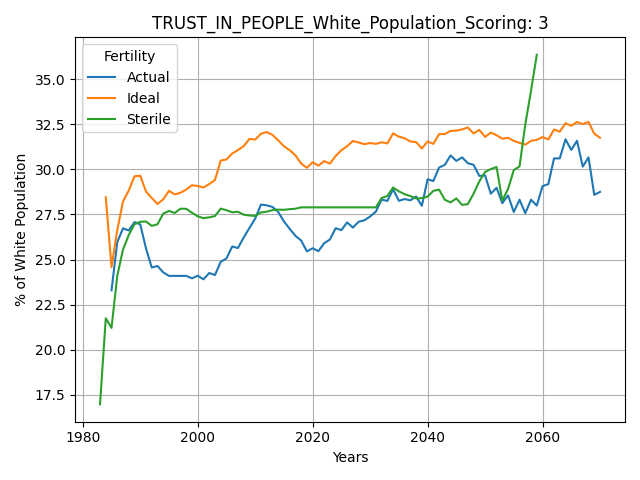 TRUST_IN_PEOPLE_White_Population_Scoring: 3
Fertility
Actual
Ideal
Sterile
% of White Population
35.0
32.5
30.0
27.5
25.0
22.5
20.0
17.5
1980
2000
2020
2040
2060
Years